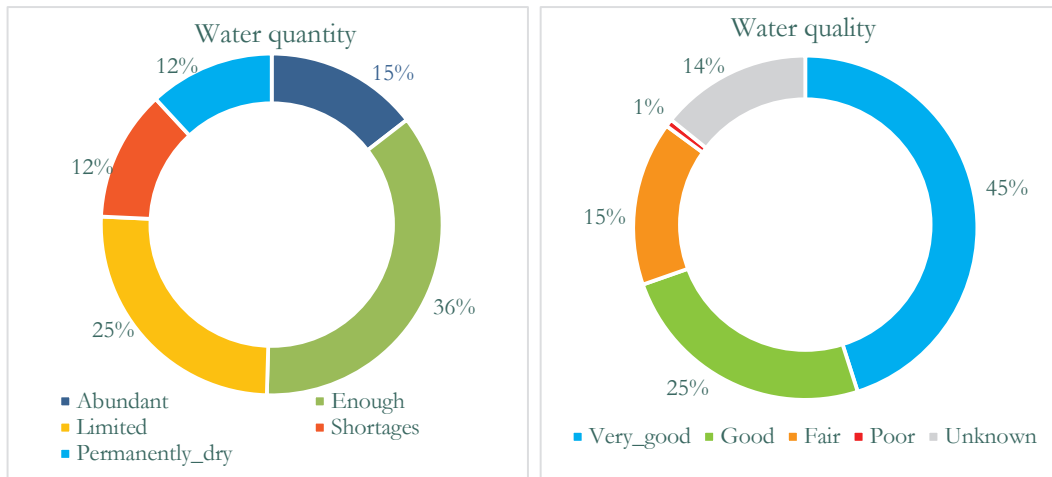 Water quantity
12%
15%
12%
36%
25%
Abundant
Enough
Limited
Shortages
Permanently_dry
Water quality
14%
1%
45%
15%
25%
Very_good Good Fair Poor Unknown